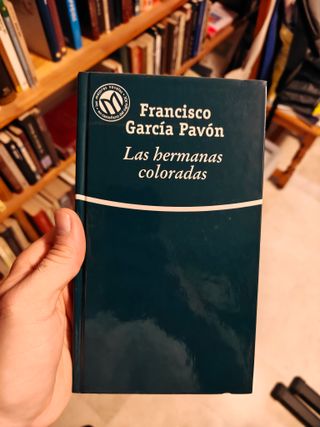 Francisco
García Pavón
Las hermanas
coloradas